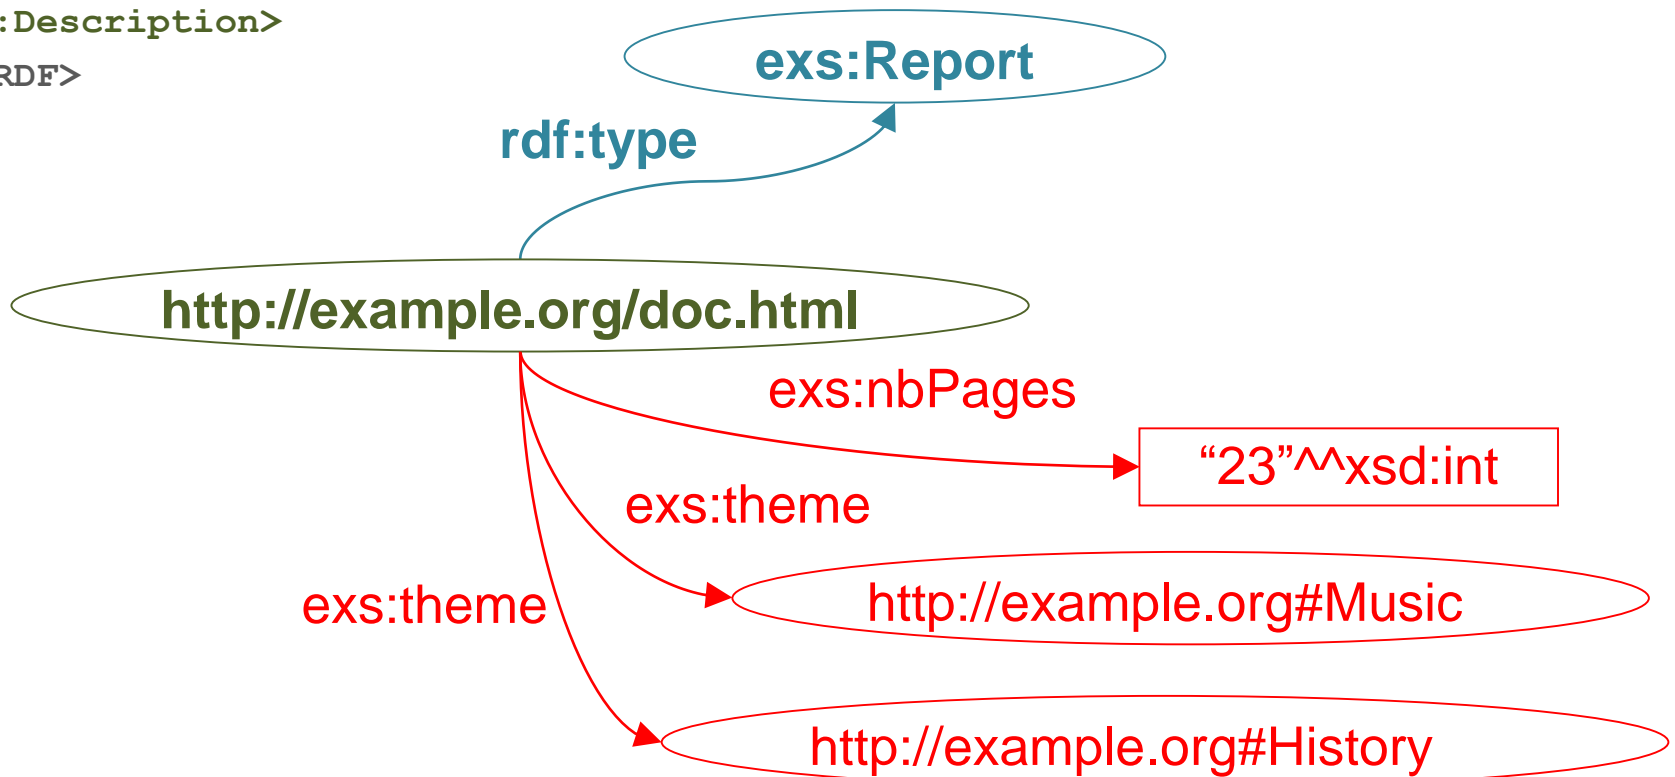 :Description>
RDF>
exs:Report
rdf:type
http://example.org/doc.html
exs:nbPages
“23”^^xsd:int
exs:theme
http://example.org#Music
exs:theme
http://example.org#History